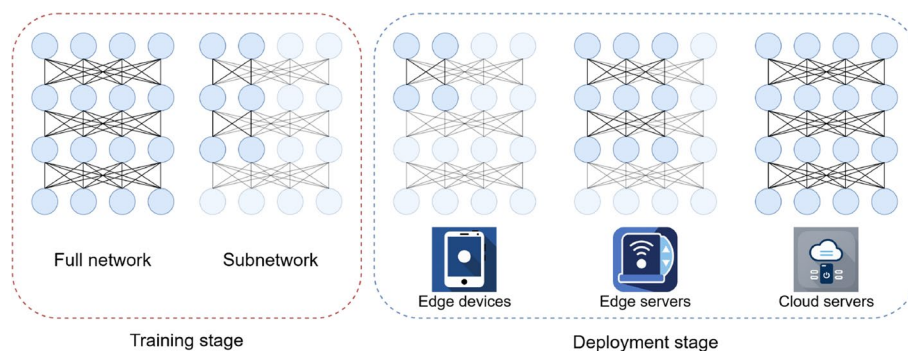 Full network
Subnetwork
Edge devices
Edge servers
Cloud servers
Training stage
Deployment stage